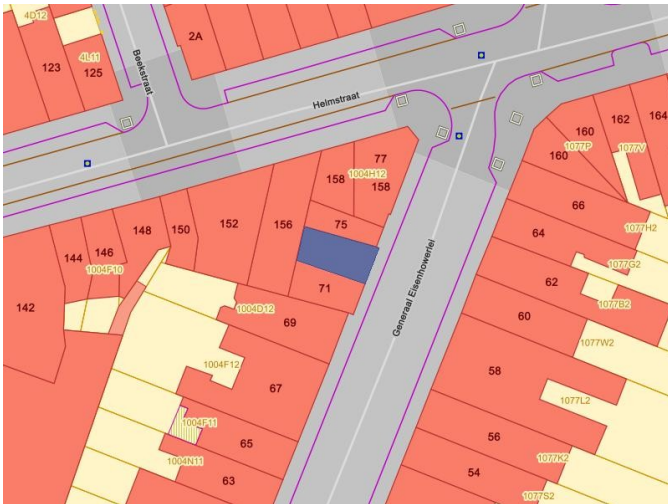 4D12
2A
123
4L11
125
Beekstraat
Helmstraat
77
158
1004H12
158
160
162
164
1077P
1077V
160
66
144
146
148
150
152
156
75
64
1077H2
1004F10
1077G2
71
62
1077B2
142
1004D12
69
60
Generaal Eisenhowerlei
1077W2
1004F12
67
58
1077L2
1004F11
65
56
1004N11
63
54
1077K2
1077S2